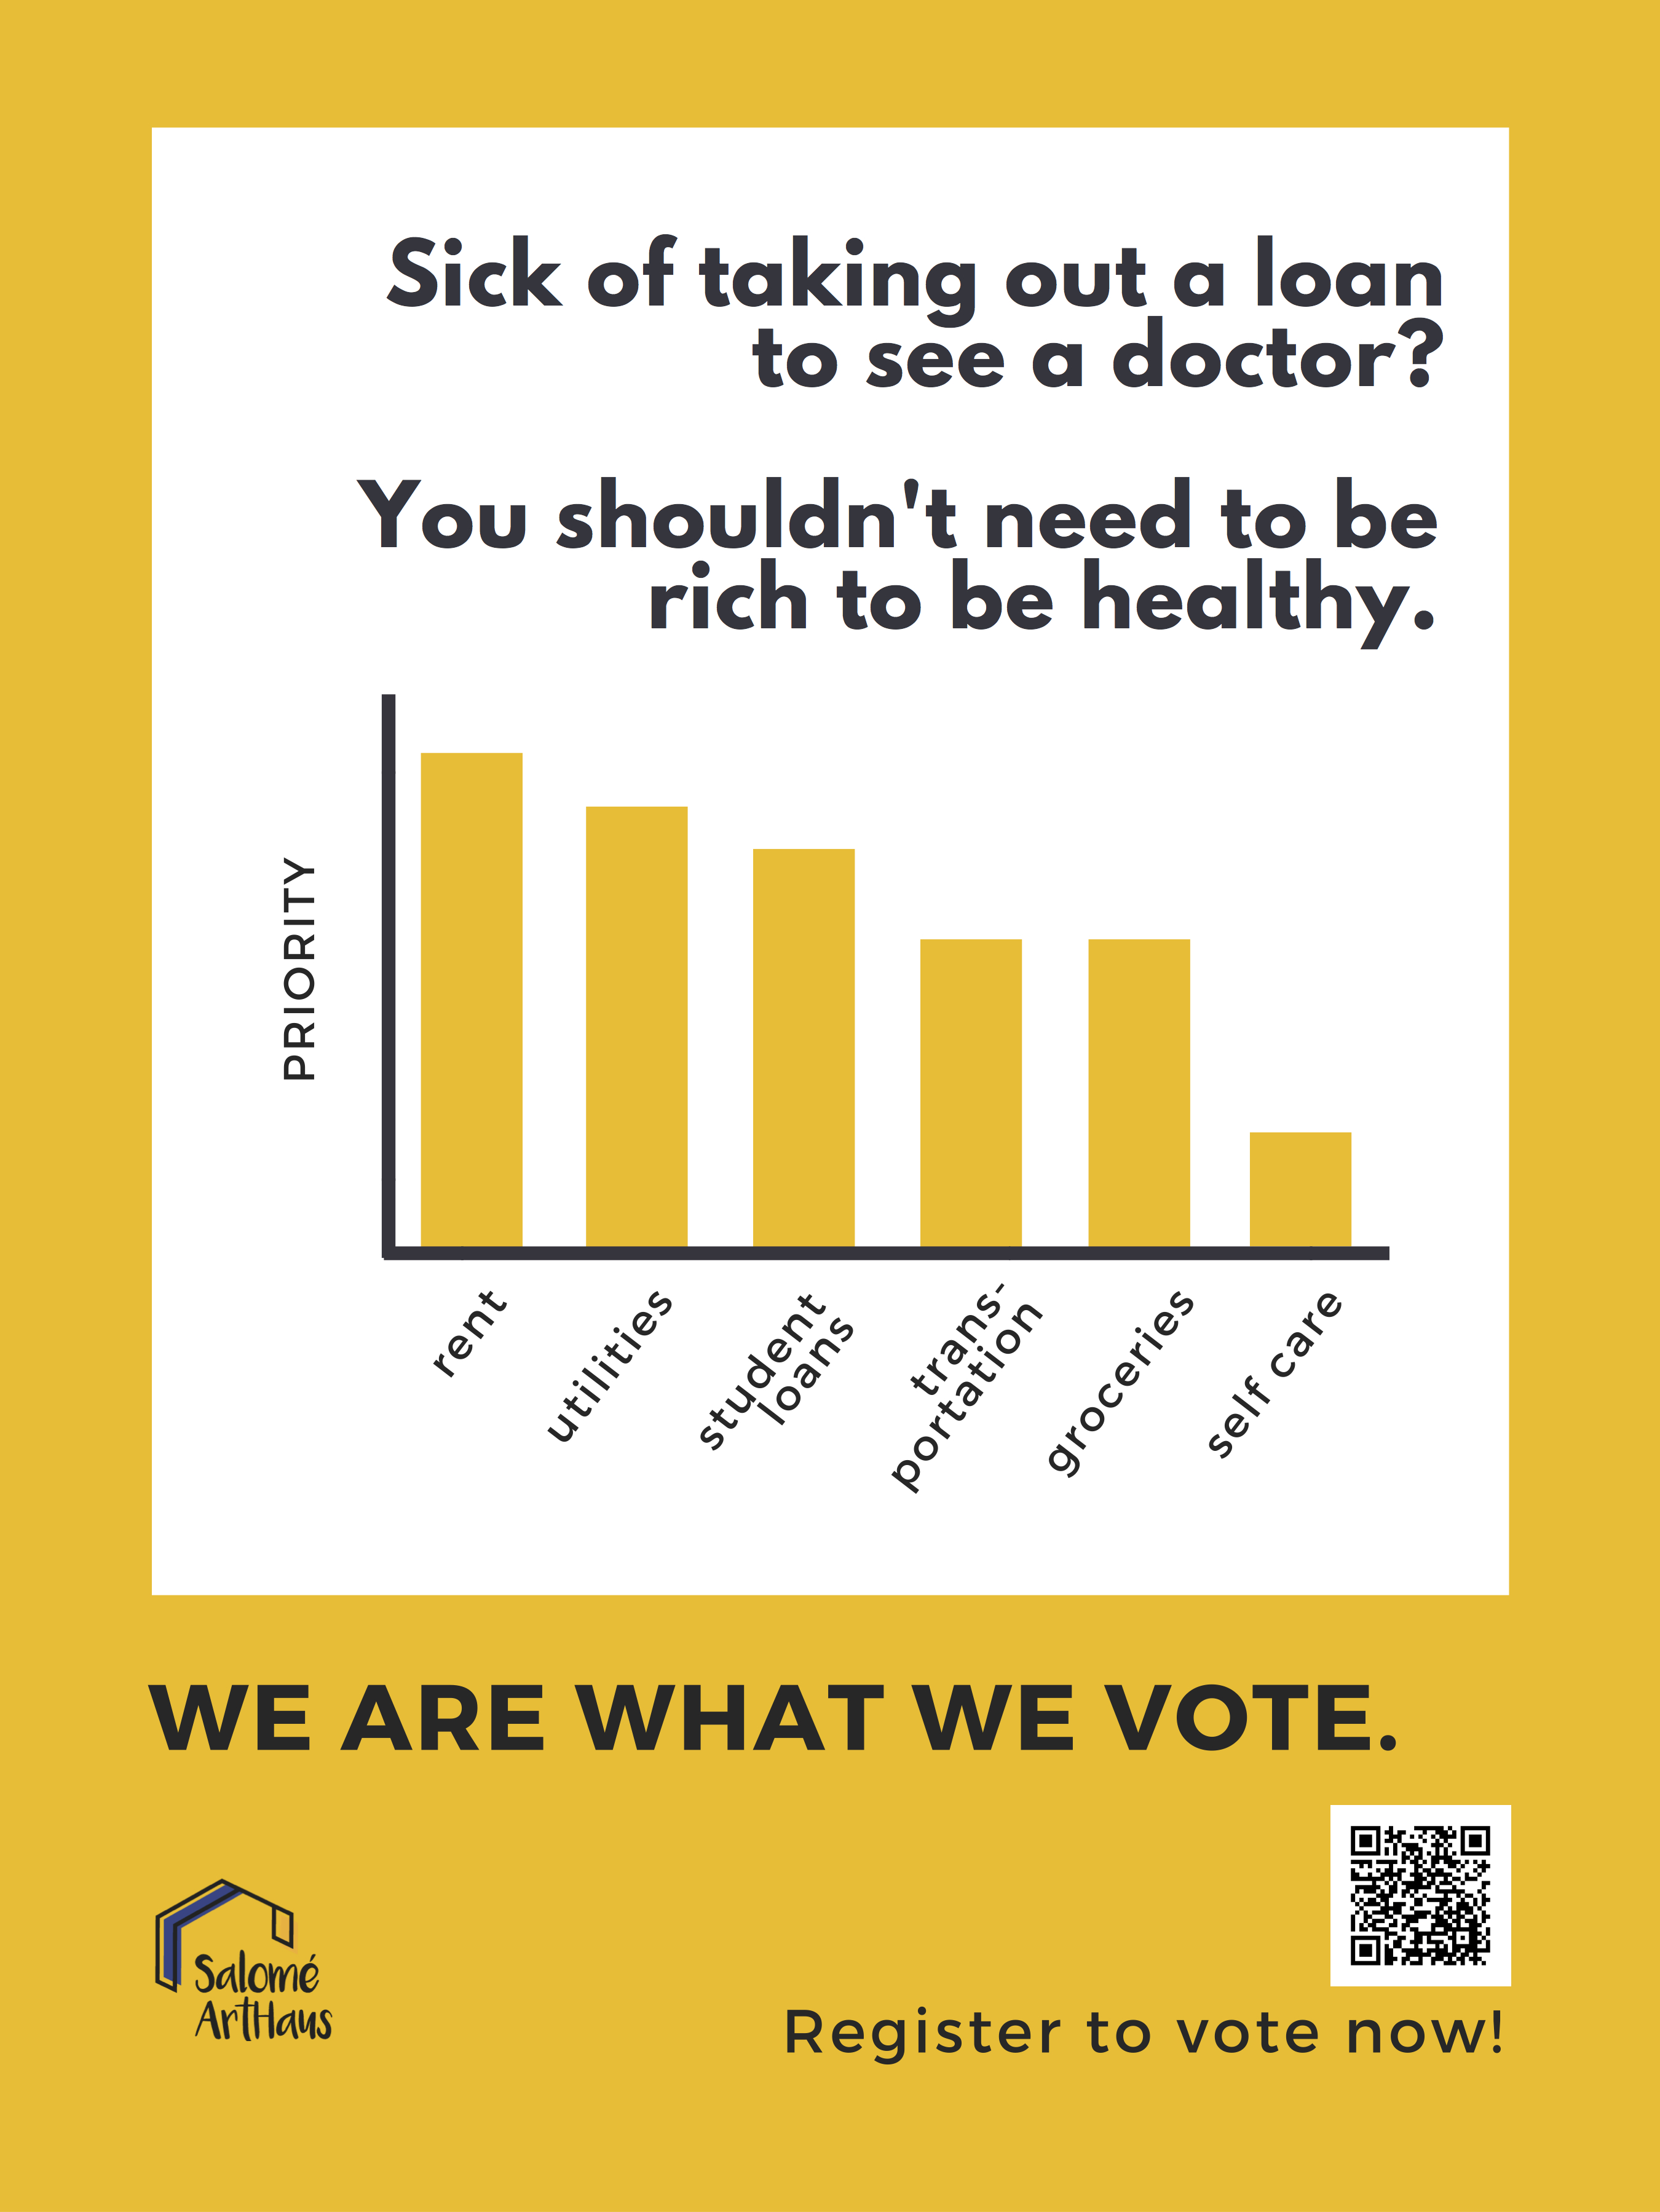 Sick of taking out a loan
to see a doctor?
You shouldn't need to be
rich to be healthy.
PRIORITY
rent
utilities
student
loans
trans-
portation
groceries
self care
WE ARE WHAT WE VOTE.
Salomé
ArtHaus
Register to vote now!